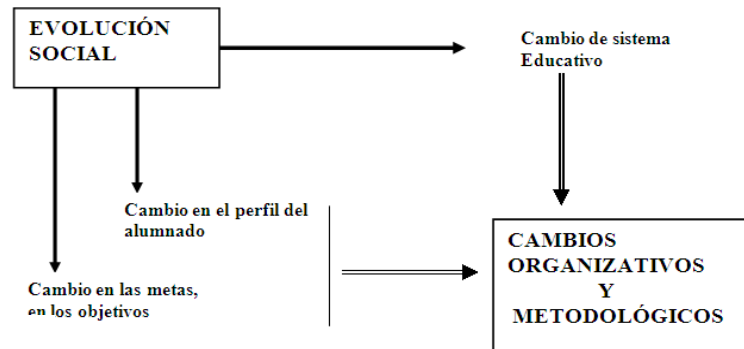 EVOLUCIÓN
SOCIAL
Cambio de sistema
Educativo
Cambio en el perfil del
alumnado
Cambio en las metas,
en los objetivos
CAMBIOS
ORGANIZATIVOS
Y
METODOLÓGICOS